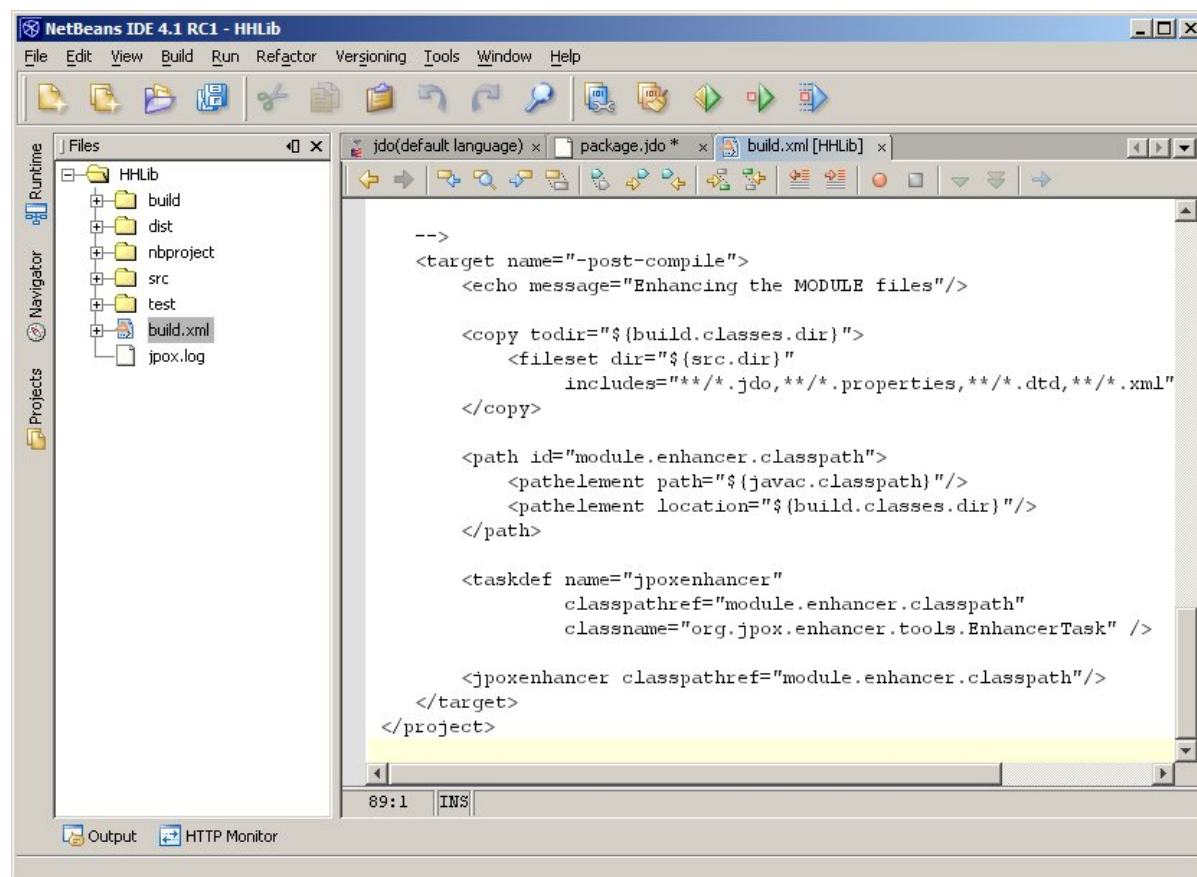 NetBeans IDE 4.1 RC1 - HHLib
File Edit View Build Run Refactor Versioning Tools Window Help
Runtime
Navigator
Projects
Files
HHLib
build
dist
nbproject
src
test
build.xml
jpox.log
jdo(default language) x package.jdo * x build.xml [HHLib] x
-->
<target name="-post-compile">
<echo message="Enhancing the MODULE files"/>
<copy todir="${build.classes.dir}">
<fileset dir="${src.dir}"
includes="**/*.jdo,**/*.properties,**/*.dtd,**/*.xml"
</copy>
<path id="module.enhancer.classpath">
<pathelement path="${javac.classpath}"/>
<pathelement location="${build.classes.dir}"/>
</path>
<taskdef name="jpoxenhancer"
classpathref="module.enhancer.classpath"
classname="org.jpox.enhancer.tools.EnhancerTask" />
<jpoxenhancer classpathref="module.enhancer.classpath"/>
</target>
</project>
89:1 INS
Output HTTP Monitor